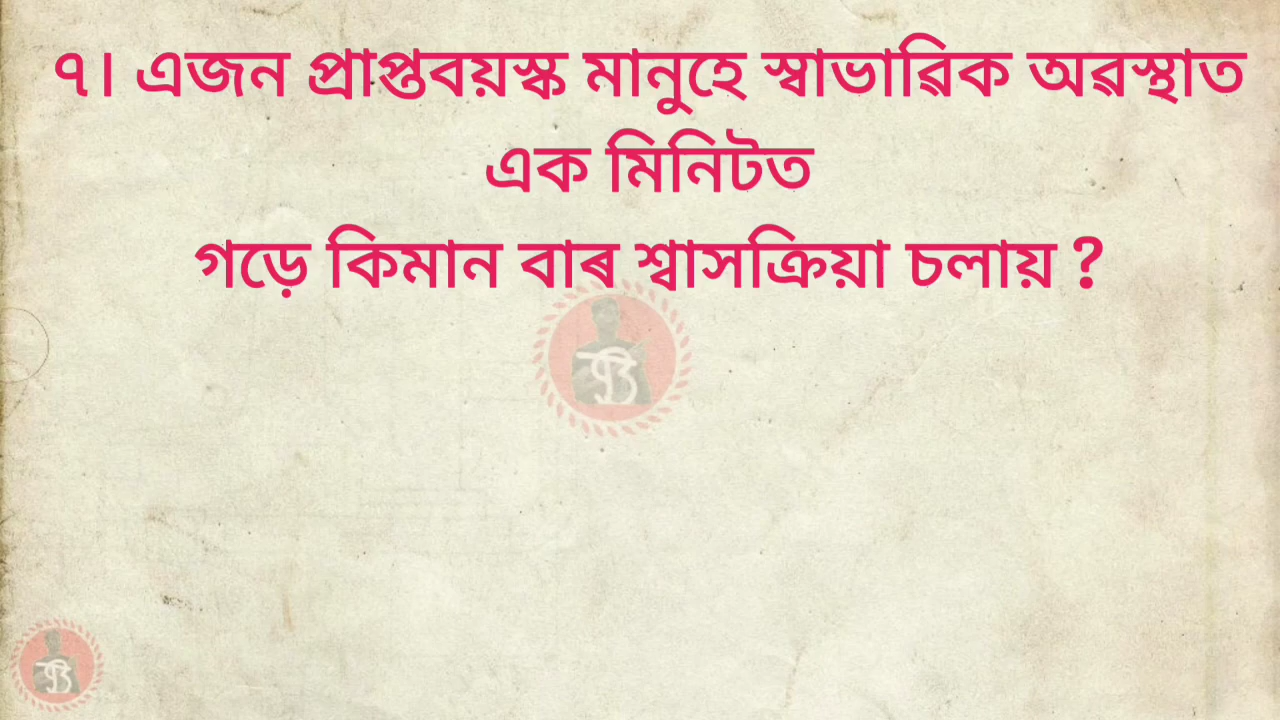 ৭। এজন প্ৰাপ্তবয়স্ক মানুহে স্বাভাৱিক অৱস্থাত
এক মিনিটত
গড়ে কিমান বাৰ শ্বাসক্ৰিয়া চলায় ?